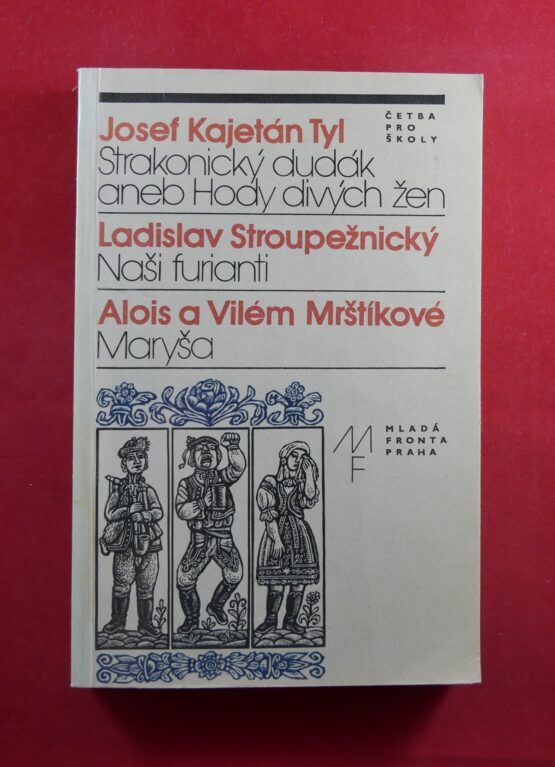 Josef Kajetán Tyl
Strakonický dudák
aneb Hody divých žen
ČETBA
PRO
ŠKOLY
Ladislav Stroupežnický
Naši furianti
Alois a Vilém Mrštíkové
Maryša
MF
MLADÁ
FRONTA
PRAHA